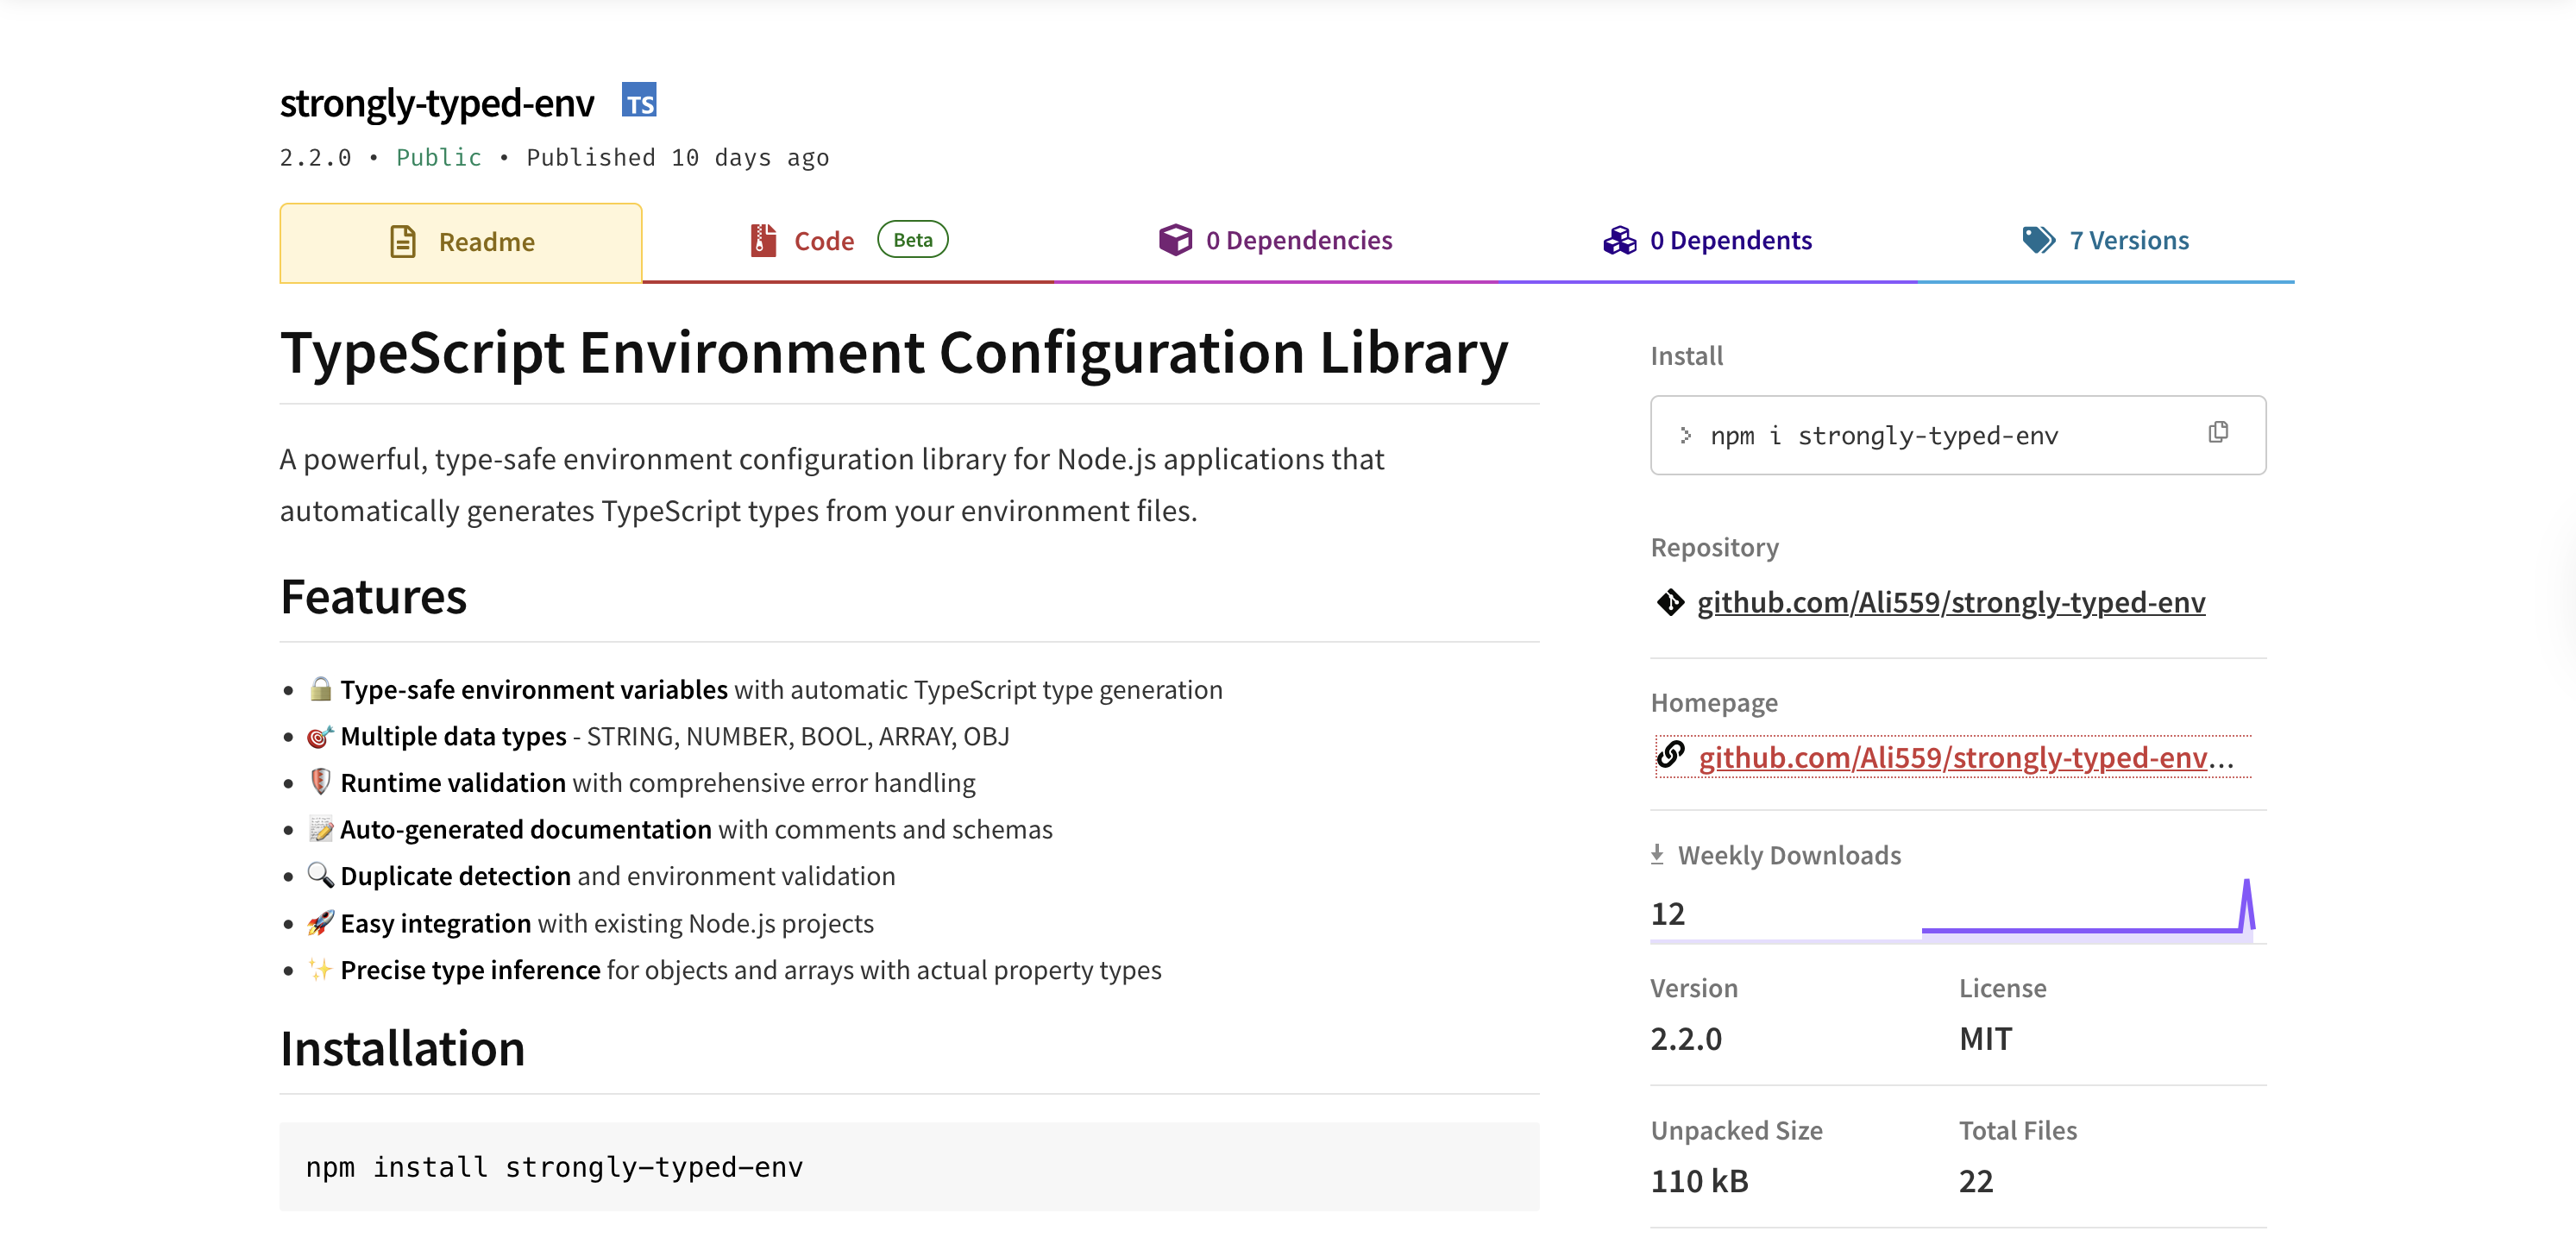 strongly-typed-env TS
2.2.0 • Public • Published 10 days ago
Readme
Code Beta
0 Dependencies
0 Dependents
7 Versions
TypeScript Environment Configuration Library
A powerful, type-safe environment configuration library for Node.js applications that
automatically generates TypeScript types from your environment files.
Features
• 🔒 Type-safe environment variables with automatic TypeScript type generation
• 🎯 Multiple data types - STRING, NUMBER, BOOL, ARRAY, OBJ
• 🛡️ Runtime validation with comprehensive error handling
• 📝 Auto-generated documentation with comments and schemas
• 🔍 Duplicate detection and environment validation
• 🚀 Easy integration with existing Node.js projects
• ✨ Precise type inference for objects and arrays with actual property types
Installation
npm install strongly-typed-env
Install
> npm i strongly-typed-env
Repository
github.com/Ali559/strongly-typed-env
Homepage
github.com/Ali559/strongly-typed-env...
Weekly Downloads
12
Version
2.2.0
License
MIT
Unpacked Size
110 kB
Total Files
22